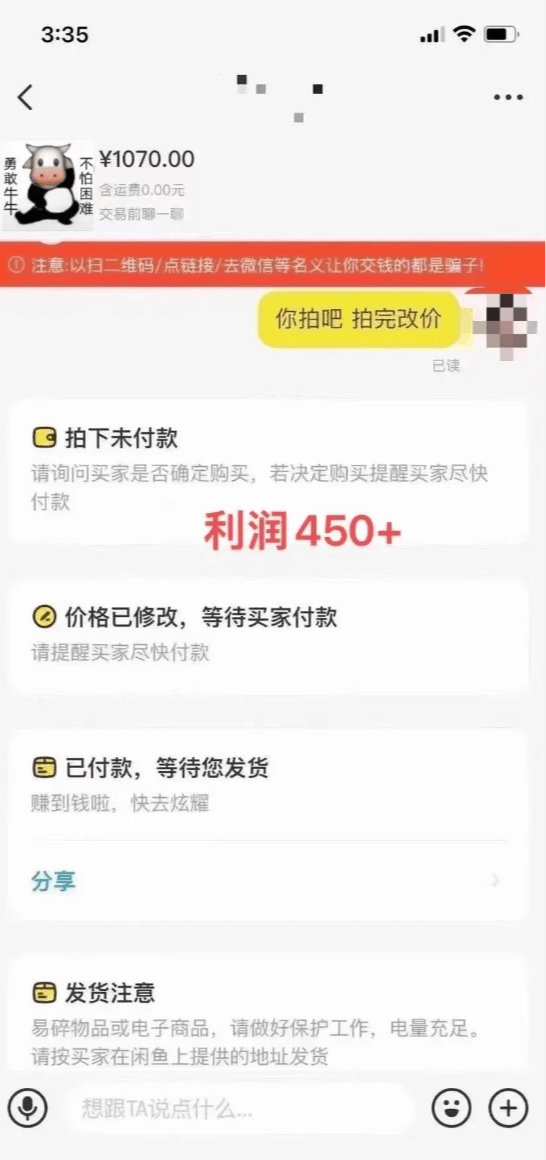 3:35
¥1070.00
勇敢牛牛
不怕困难
含运费0.00元
交易前聊一聊
注意:以扫二维码/点链接/去微信等名义让你交钱的都是骗子!
你拍吧 拍完改价
已读
拍下未付款
请询问买家是否确定购买，若决定购买提醒买家尽快
付款
利润450+
价格已修改，等待买家付款
请提醒买家尽快付款
已付款，等待您发货
赚到钱啦，快去炫耀
分享
发货注意
易碎物品或电子商品，请做好保护工作，电量充足。
请按买家在闲鱼上提供的地址发货
想跟TA说点什么...